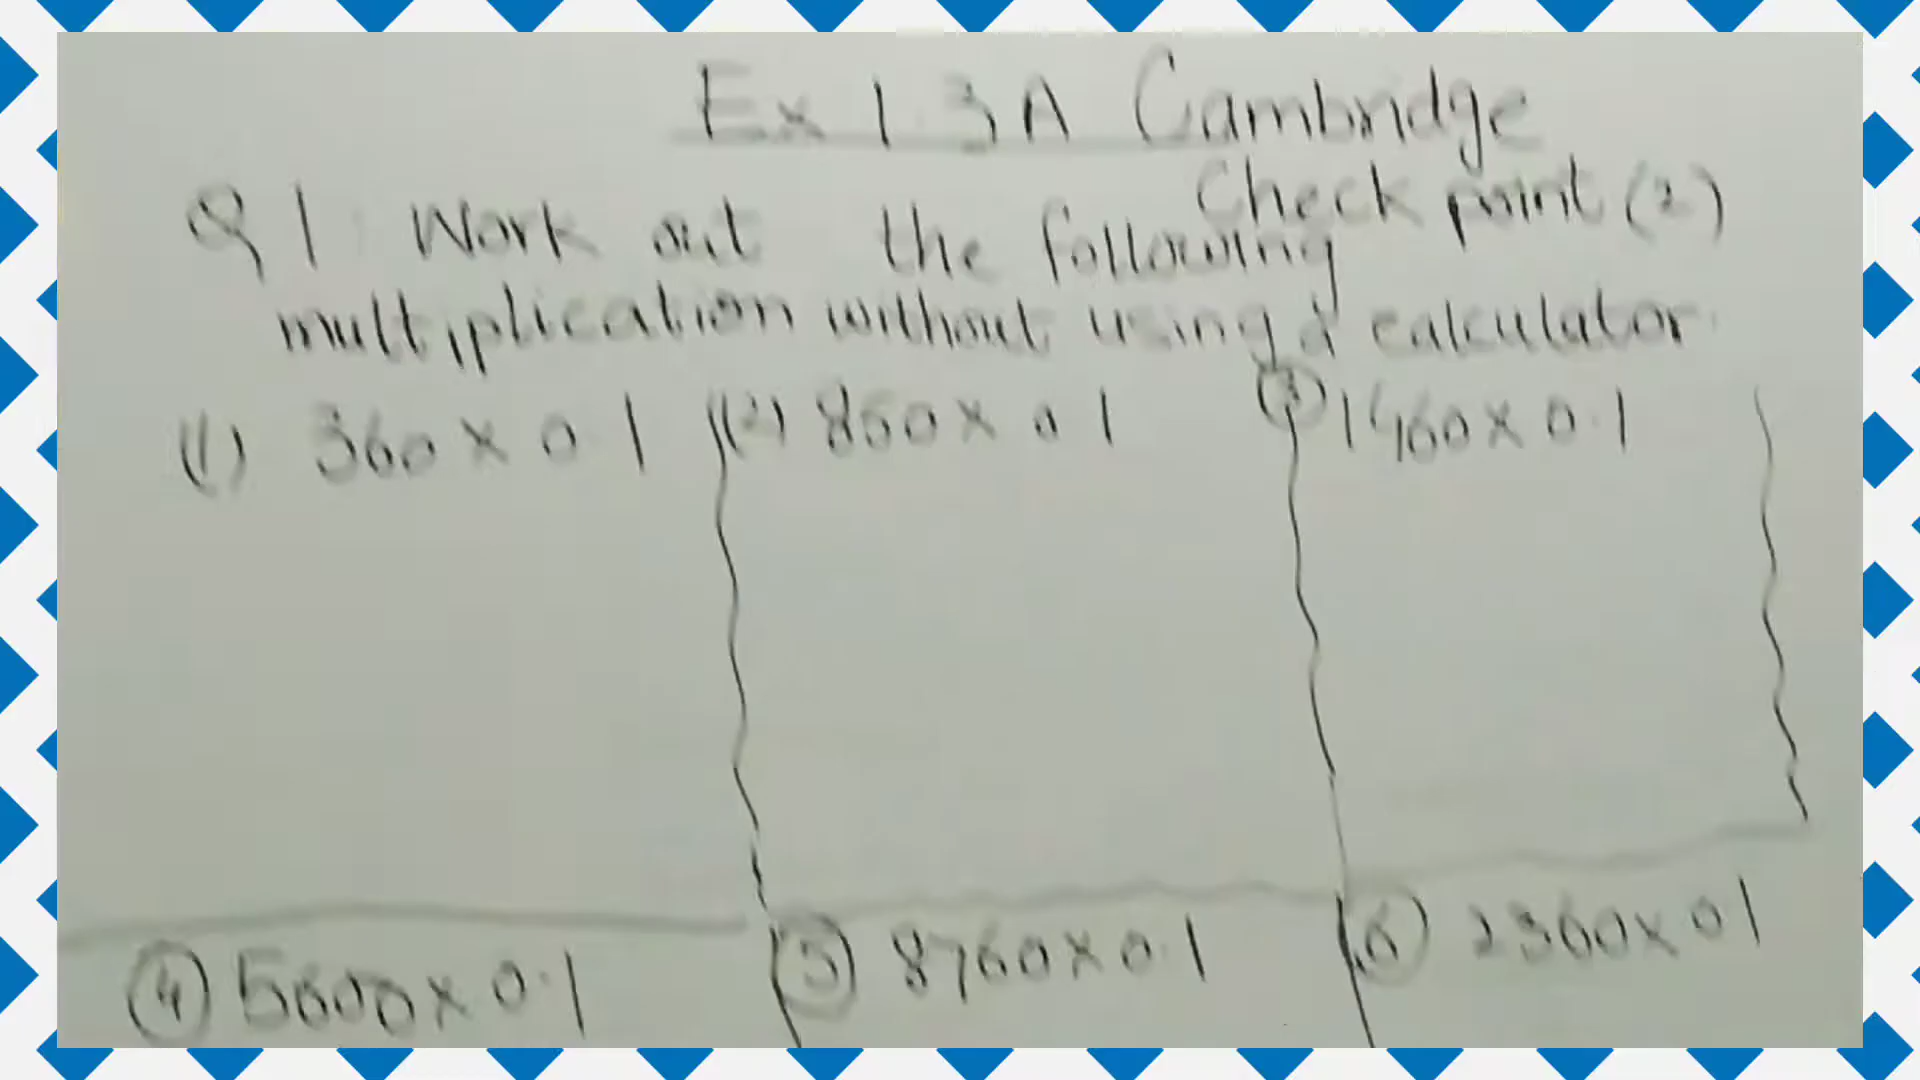 Ex 1.3A Cambridge
Check point (2)
Q1. Work out the following
multiplication without using a calculator.
(1) 360 x 0.1
(2) 850 x 0.1
(3) 1460 x 0.1
(4) 5600 x 0.1
(5) 8760 x 0.1
(6) 2360 x 0.1